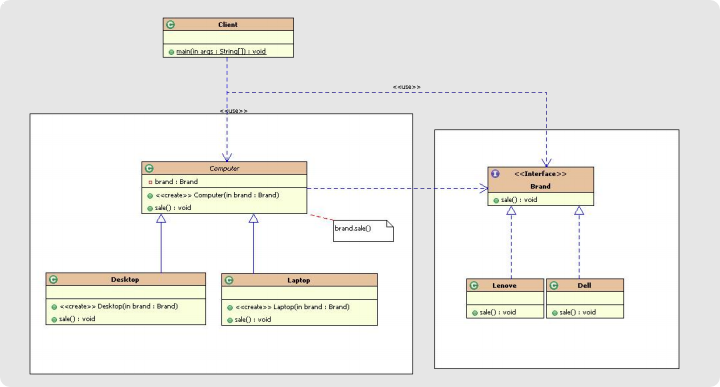 Client
main(in args : String[]) : void
<<use>>
<<use>>
Computer
brand : Brand
<<create>> Computer(in brand : Brand)
sale() : void
<<Interface>>
Brand
sale() : void
brand.sale()
Desktop
<<create>> Desktop(in brand : Brand)
sale() : void
Laptop
<<create>> Laptop(in brand : Brand)
sale() : void
Lenove
sale() : void
Dell
sale() : void